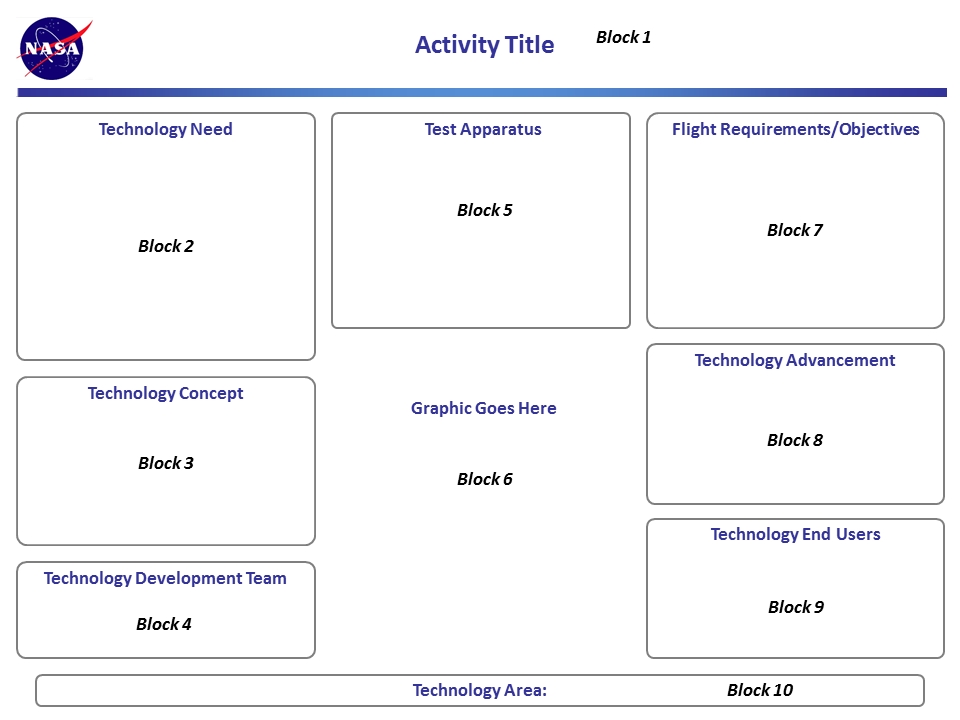 NASA
Activity Title Block 1
Technology Need
Block 2
Technology Concept
Block 3
Technology Development Team
Block 4
Test Apparatus
Block 5
Graphic Goes Here
Block 6
Flight Requirements/Objectives
Block 7
Technology Advancement
Block 8
Technology End Users
Block 9
Technology Area: Block 10